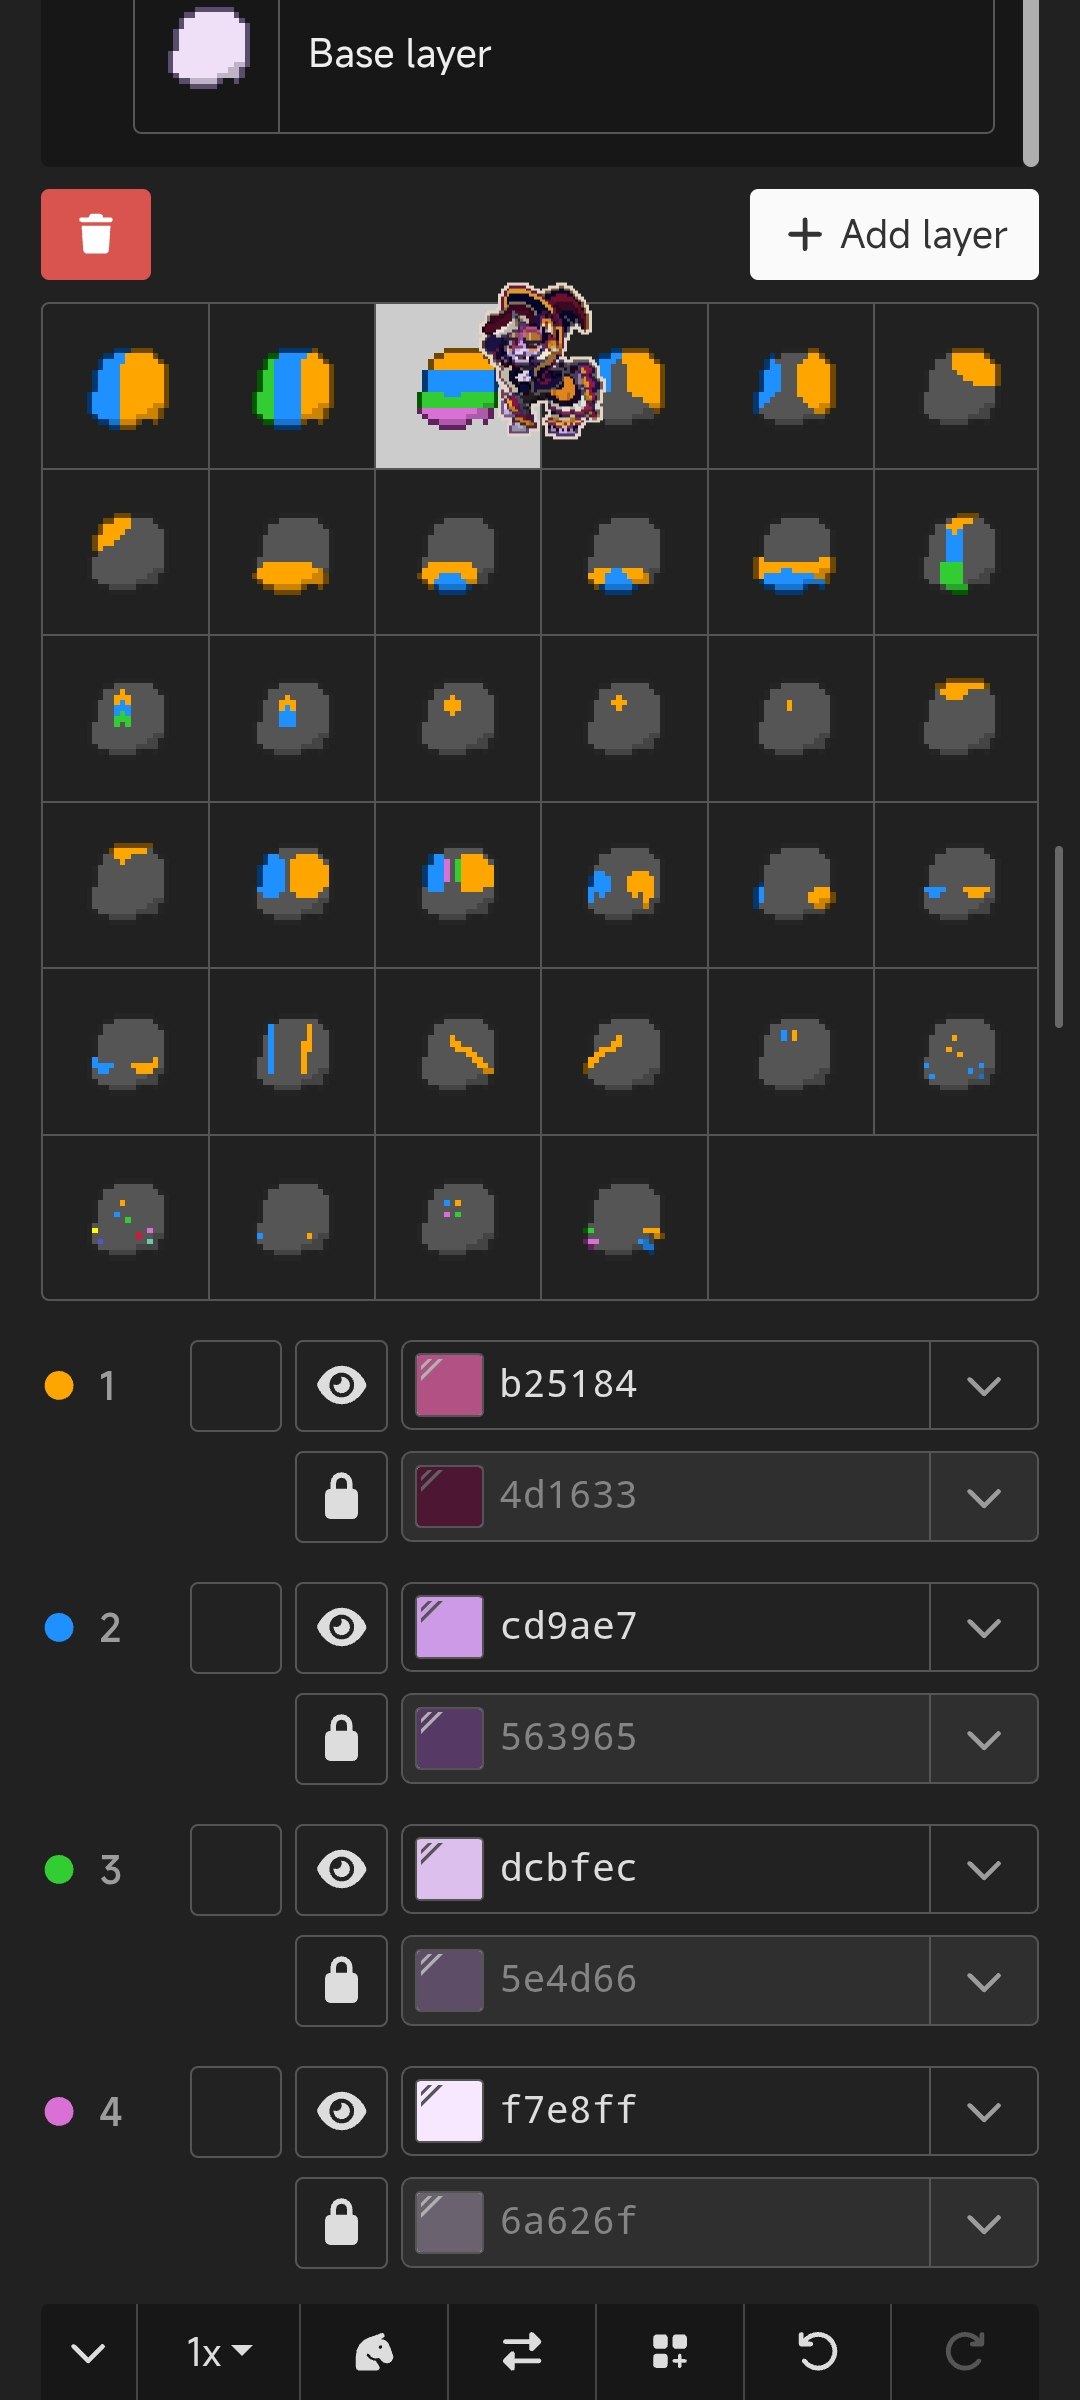 Base layer
Add layer
1
b25184
4d1633
2
cd9ae7
563965
3
dcbfec
5e4d66
4
f7e8ff
6a626f
1x